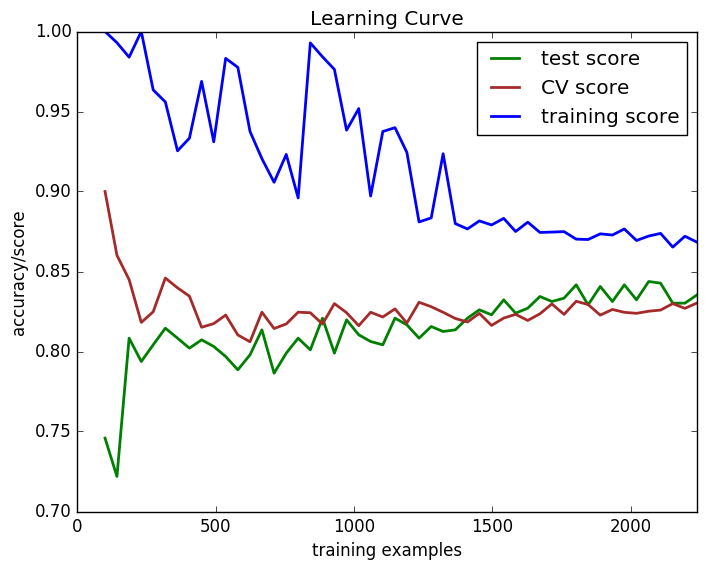 Learning Curve
test score
CV score
training score
accuracy/score
1.00
0.95
0.90
0.85
0.80
0.75
0.70
0 500 1000 1500 2000
training examples